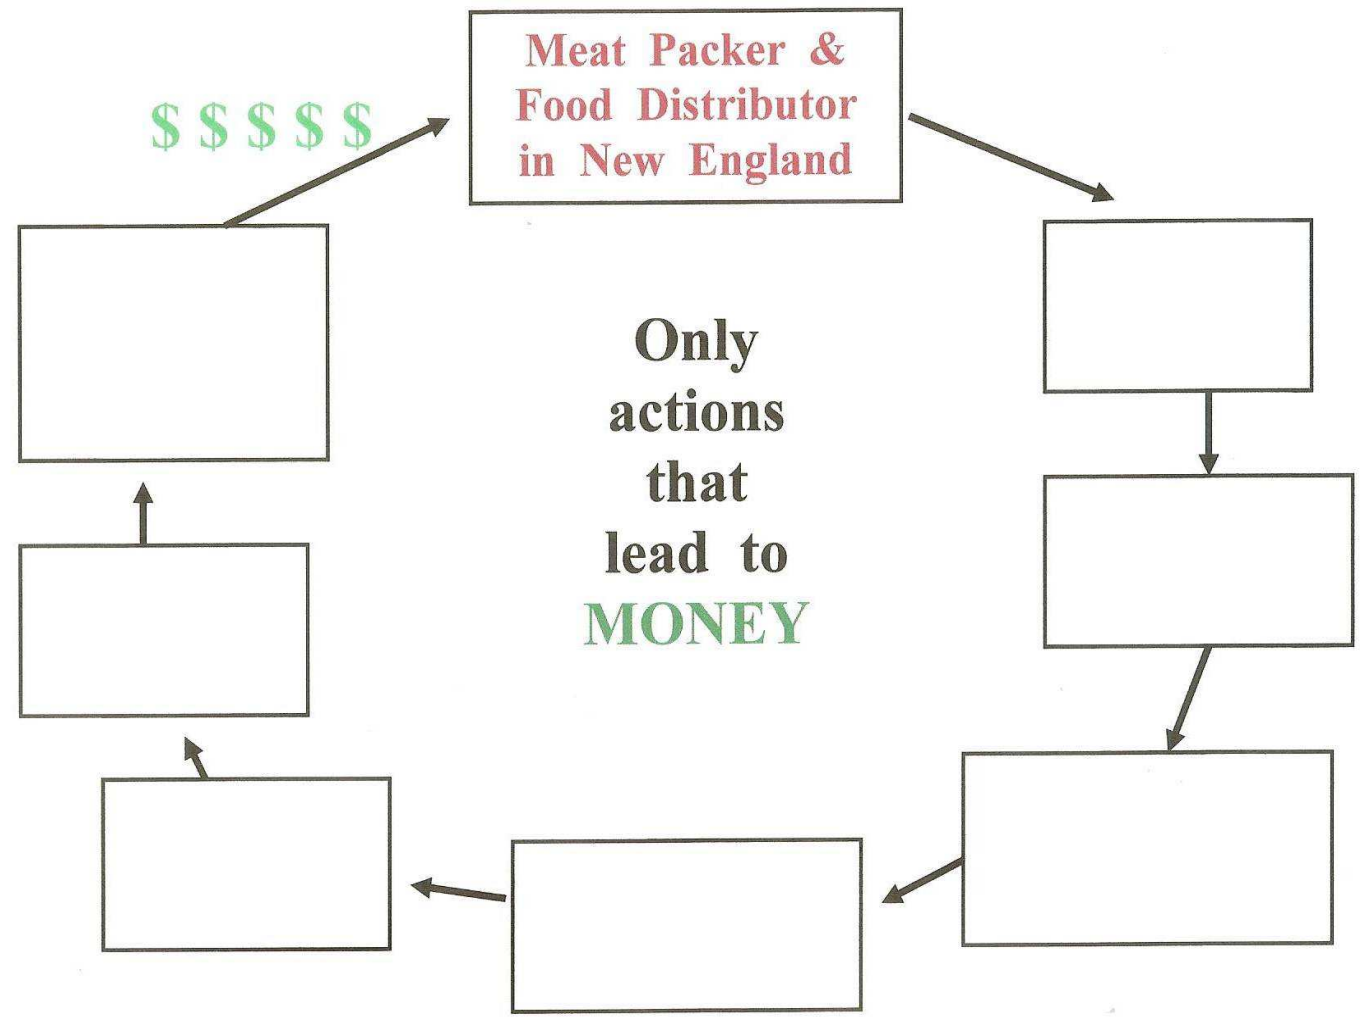 Meat Packer &
Food Distributor
in New England
$ $ $ $ $
Only
actions
that
lead to
MONEY